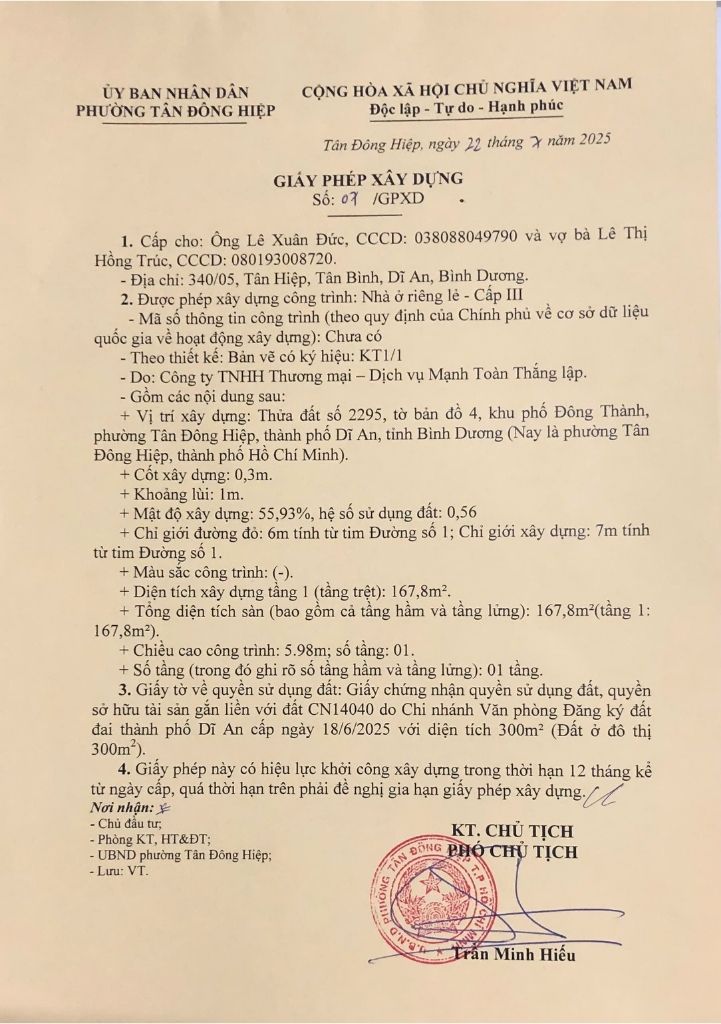 ỦY BAN NHÂN DÂN
PHƯỜNG TÂN ĐÔNG HIỆP
CỘNG HÒA XÃ HỘI CHỦ NGHĨA VIỆT NAM
Độc lập - Tự do - Hạnh phúc
Tân Đông Hiệp, ngày 22 tháng 7 năm 2025
GIẤY PHÉP XÂY DỰNG
Số: 07 /GPXD
1. Cấp cho: Ông Lê Xuân Đức, CCCD: 038088049790 và vợ bà Lê Thị
Hồng Trúc, CCCD: 080193008720.
- Địa chỉ: 340/05, Tân Hiệp, Tân Bình, Dĩ An, Bình Dương.
2. Được phép xây dựng công trình: Nhà ở riêng lẻ - Cấp III
- Mã số thông tin công trình (theo quy định của Chính phủ về cơ sở dữ liệu
quốc gia về hoạt động xây dựng): Chưa có
- Theo thiết kế: Bản vẽ có ký hiệu: KT1/1
- Do: Công ty TNHH Thương mại – Dịch vụ Mạnh Toàn Thắng lập.
- Gồm các nội dung sau:
+ Vị trí xây dựng: Thửa đất số 2295, tờ bản đồ 4, khu phố Đông Thành,
phường Tân Đông Hiệp, thành phố Dĩ An, tỉnh Bình Dương (Nay là phường Tân
Đông Hiệp, thành phố Hồ Chí Minh).
+ Cốt xây dựng: 0,3m.
+ Khoảng lùi: 1m.
+ Mật độ xây dựng: 55,93%, hệ số sử dụng đất: 0,56
+ Chỉ giới đường đỏ: 6m tính từ tim Đường số 1; Chỉ giới xây dựng: 7m tính
từ tim Đường số 1.
+ Màu sắc công trình: (-).
+ Diện tích xây dựng tầng 1 (tầng trệt): 167,8m².
+ Tổng diện tích sàn (bao gồm cả tầng hầm và tầng lửng): 167,8m²(tầng 1:
167,8m²).
+ Chiều cao công trình: 5.98m; số tầng: 01.
+ Số tầng (trong đó ghi rõ số tầng hầm và tầng lửng): 01 tầng.
3. Giấy tờ về quyền sử dụng đất: Giấy chứng nhận quyền sử dụng đất, quyền
sở hữu tài sản gắn liền với đất CN14040 do Chi nhánh Văn phòng Đăng ký đất
đai thành phố Dĩ An cấp ngày 18/6/2025 với diện tích 300m² (Đất ở đô thị
300m²).
4. Giấy phép này có hiệu lực khởi công xây dựng trong thời hạn 12 tháng kể
từ ngày cấp, quá thời hạn trên phải đề nghị gia hạn giấy phép xây dựng.
Nơi nhận:
- Chủ đầu tư;
- Phòng KT, HT&ĐT;
- UBND phường Tân Đông Hiệp;
- Lưu: VT.
KT. CHỦ TỊCH
PHÓ CHỦ TỊCH
U.B.N.D PHƯỜNG TÂN ĐÔNG HIỆP T.P HỒ CHÍ MINH
Trần Minh Hiếu